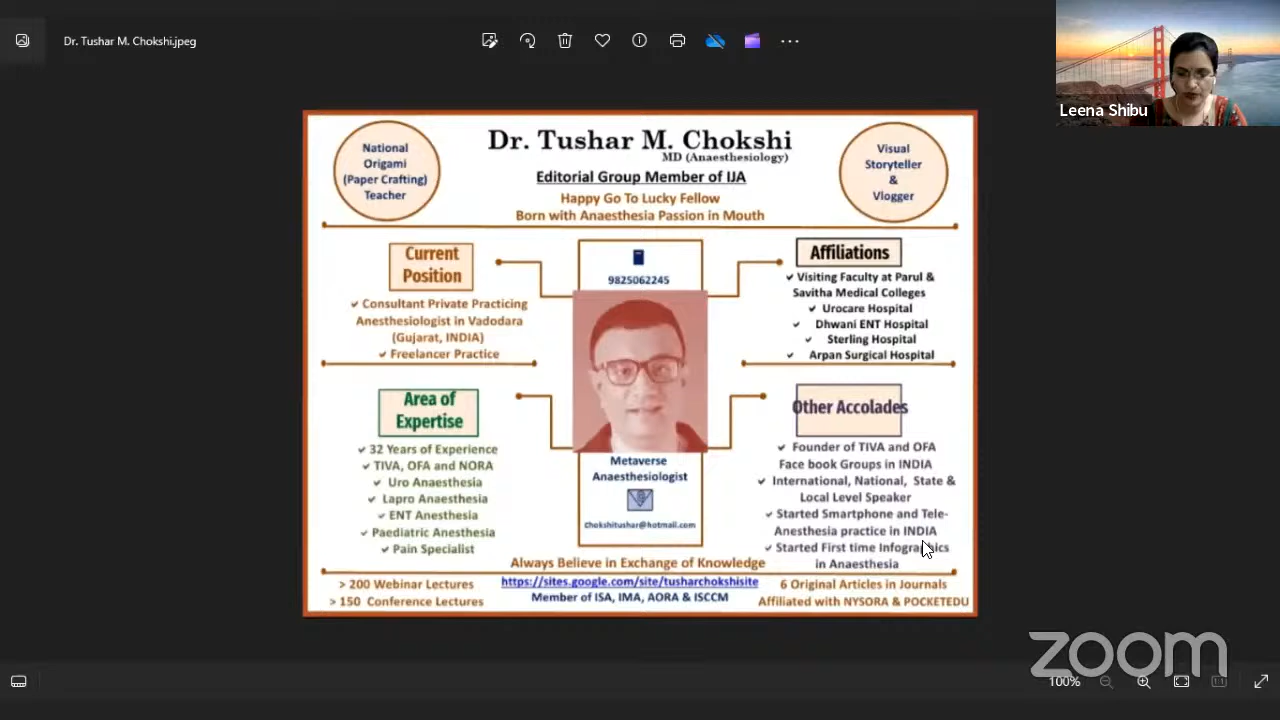 Dr. Tushar M. Chokshi.jpeg
Leena Shibu
National
Origami
(Paper Crafting)
Teacher
Dr. Tushar M. Chokshi
MD (Anaesthesiology)
Editorial Group Member of IJA
Happy Go To Lucky Fellow
Born with Anaesthesia Passion in Mouth
Visual
Storyteller
&
Vlogger
Current
Position
✓ Consultant Private Practicing
Anesthesiologist in Vadodara
(Gujarat, INDIA)
✓ Freelancer Practice
9825062245
Affiliations
✓ Visiting Faculty at Parul &
Savitha Medical Colleges
✓ Urocare Hospital
✓ Dhwani ENT Hospital
✓ Sterling Hospital
✓ Arpan Surgical Hospital
Area of
Expertise
✓ 32 Years of Experience
✓ TIVA, OFA and NORA
✓ Uro Anaesthesia
✓ Lapro Anaesthesia
✓ ENT Anesthesia
✓ Paediatric Anesthesia
✓ Pain Specialist
Metaverse
Anaesthesiologist
Chokshitushar@hotmail.com
Other Accolades
✓ Founder of TIVA and OFA
Face book Groups in INDIA
✓ International, National, State &
Local Level Speaker
✓ Started Smartphone and Tele-
Anesthesia practice in INDIA
✓ Started First time Infographics
in Anaesthesia
Always Believe in Exchange of Knowledge
> 200 Webinar Lectures
> 150 Conference Lectures
https://sites.google.com/site/tusharchokshisite
Member of ISA, IMA, AORA & ISCCM
6 Original Articles in Journals
Affiliated with NYSORA & POCKETEDU
zoom
100%